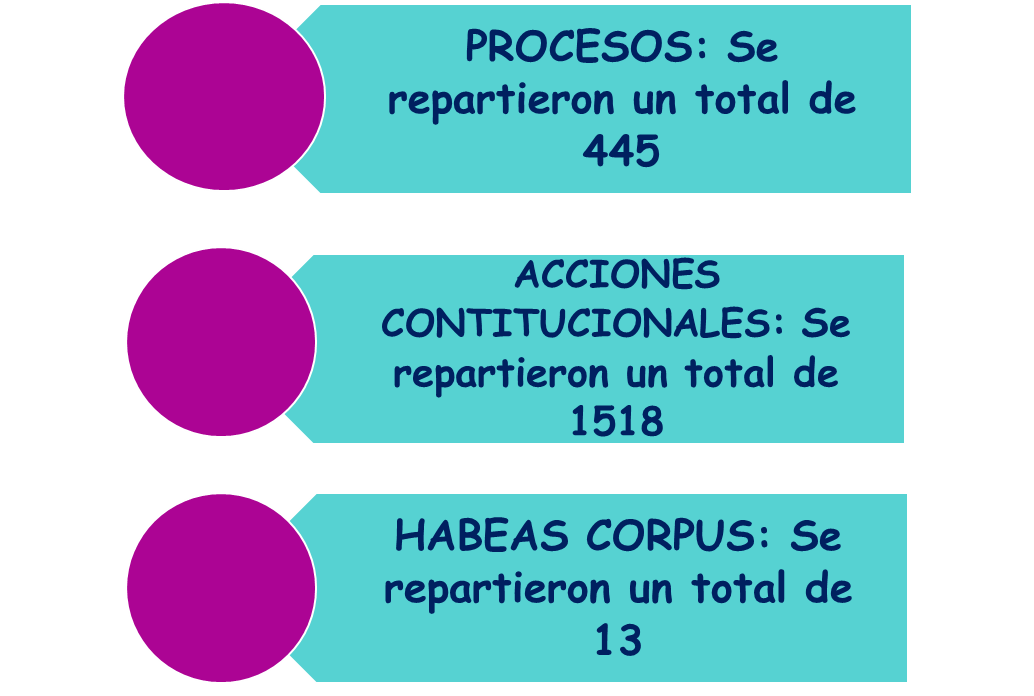 PROCESOS: Se
repartieron un total de
445
ACCIONES
CONTITUCIONALES: Se
repartieron un total de
1518
HABEAS CORPUS: Se
repartieron un total de
13